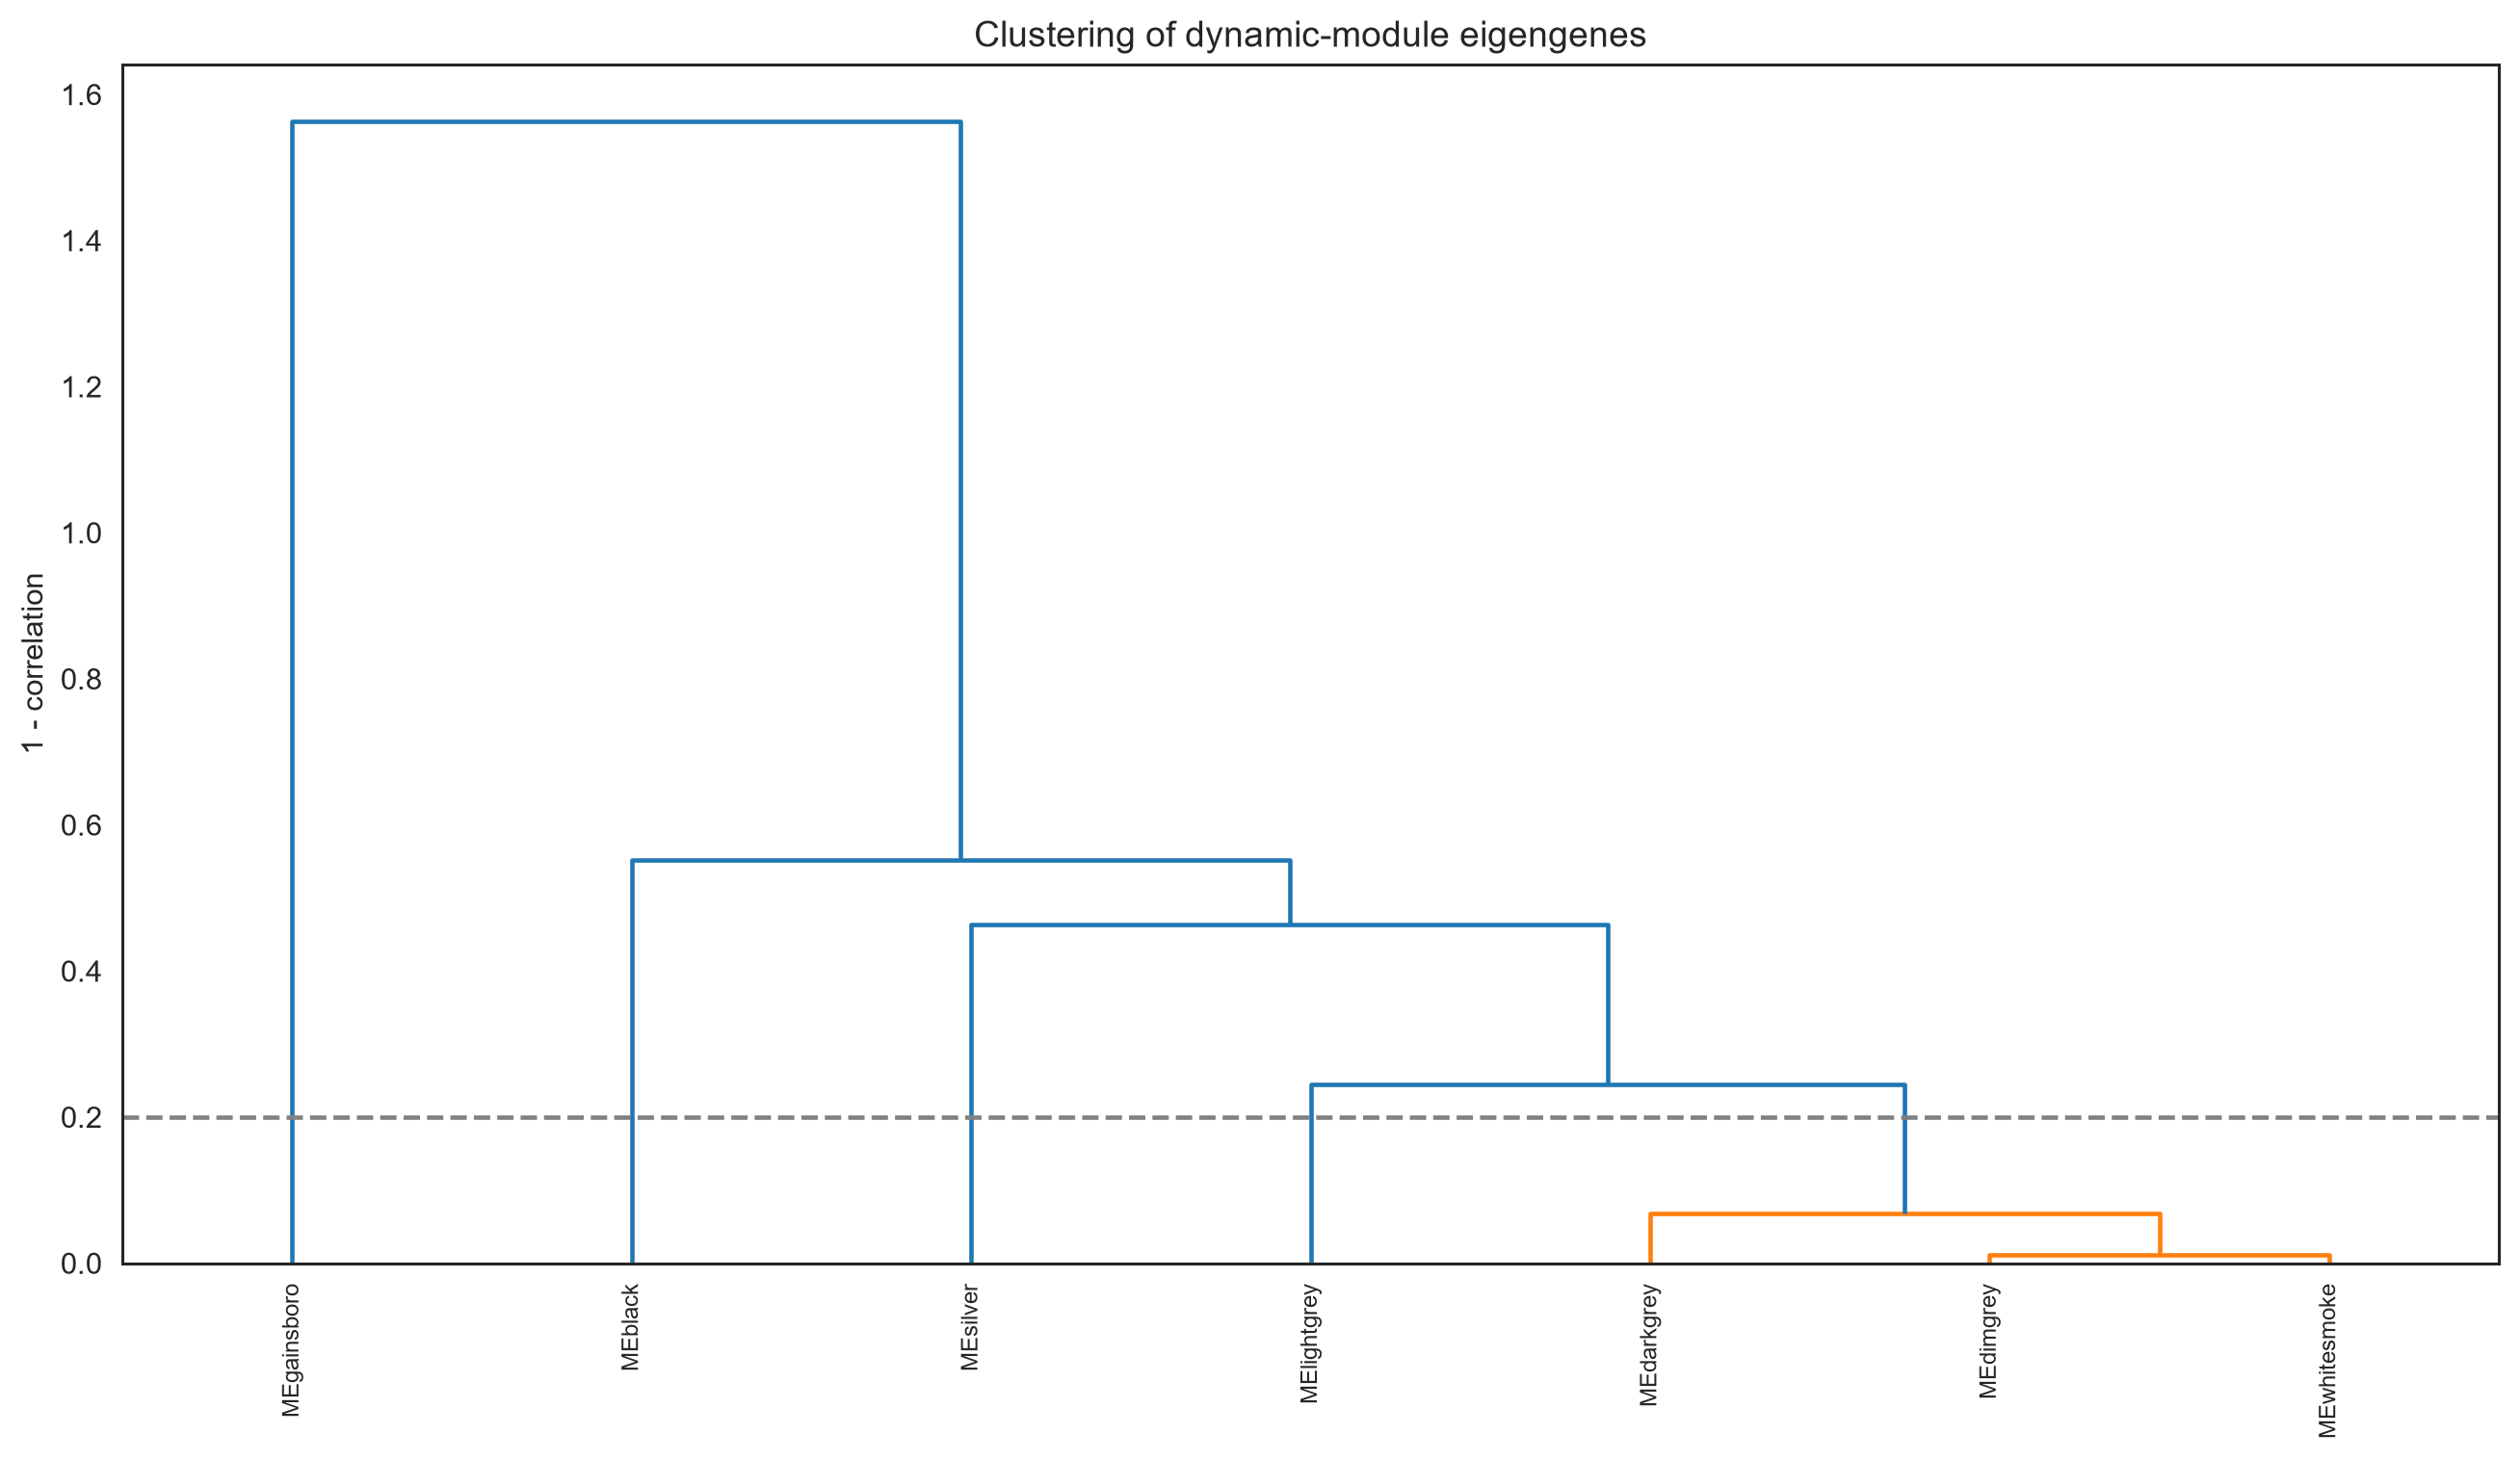 Clustering of dynamic-module eigengenes
1.6
1.4
1.2
1.0
0.8
0.6
0.4
0.2
0.0
1 - correlation
MEgainsboro
MEblack
MEsilver
MElightgrey
MEdarkgrey
MEdimgrey
MEwhitesmoke